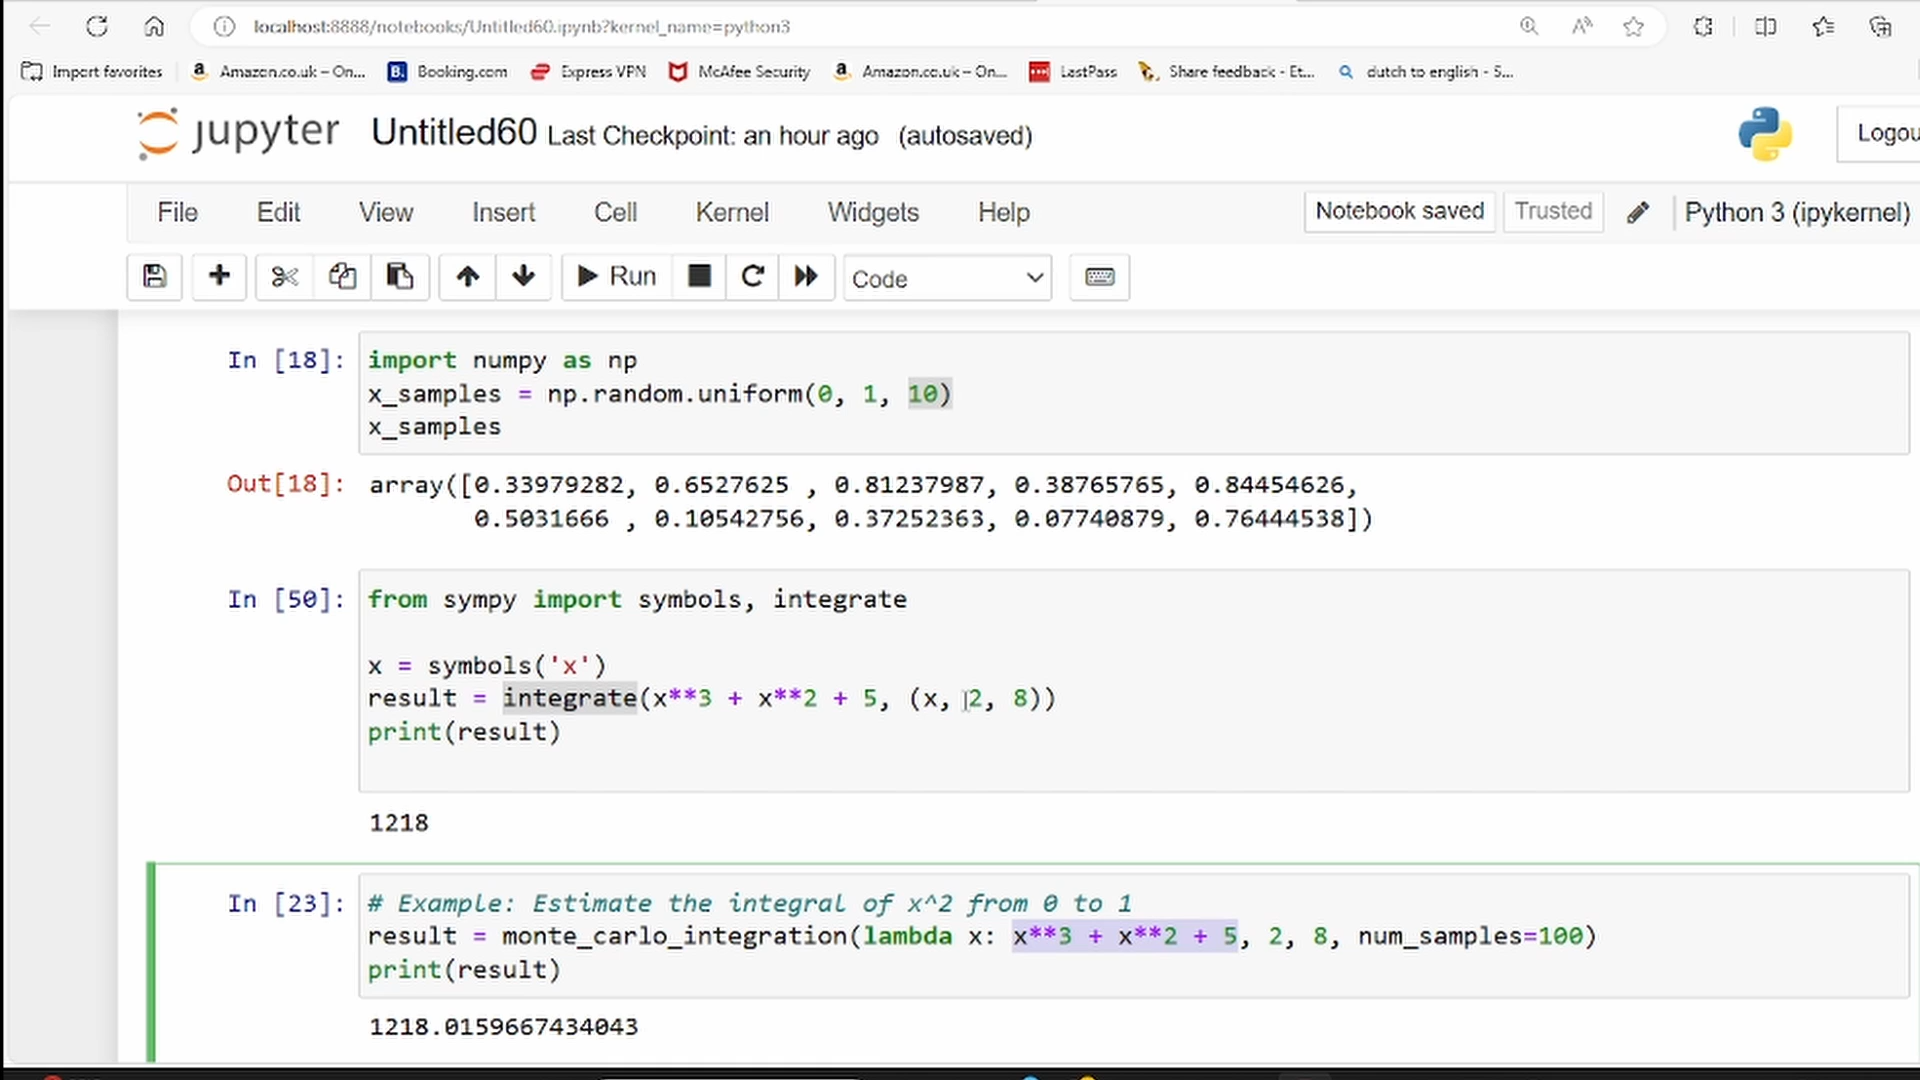 localhost:8888/notebooks/Untitled60.ipynb?kernel_name=python3
Import favorites
Amazon.co.uk – On...
Booking.com
Express VPN
McAfee Security
Amazon.co.uk – On...
LastPass
Share feedback - Et...
dutch to english - S...
jupyter Untitled60 Last Checkpoint: an hour ago (autosaved)
Logou
File Edit View Insert Cell Kernel Widgets Help
Notebook saved Trusted Python 3 (ipykernel)
Run Code
In [18]: import numpy as np
x_samples = np.random.uniform(0, 1, 10)
x_samples
Out[18]: array([0.33979282, 0.6527625 , 0.81237987, 0.38765765, 0.84454626,
0.5031666 , 0.10542756, 0.37252363, 0.07740879, 0.76444538])
In [50]: from sympy import symbols, integrate
x = symbols('x')
result = integrate(x**3 + x**2 + 5, (x, 2, 8))
print(result)
1218
In [23]: # Example: Estimate the integral of x^2 from 0 to 1
result = monte_carlo_integration(lambda x: x**3 + x**2 + 5, 2, 8, num_samples=100)
print(result)
1218.0159667434043